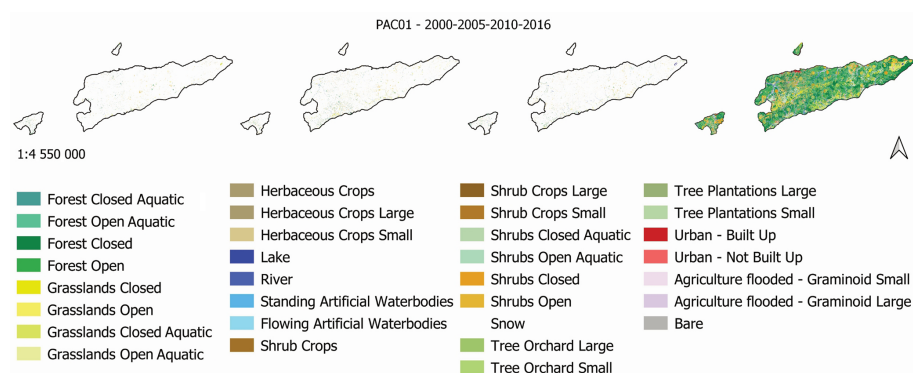 PAC01 - 2000-2005-2010-2016
1:4 550 000
Forest Closed Aquatic
Forest Open Aquatic
Forest Closed
Forest Open
Grasslands Closed
Grasslands Open
Grasslands Closed Aquatic
Grasslands Open Aquatic
Herbaceous Crops
Herbaceous Crops Large
Herbaceous Crops Small
Lake
River
Standing Artificial Waterbodies
Flowing Artificial Waterbodies
Shrub Crops
Shrub Crops Large
Shrub Crops Small
Shrubs Closed Aquatic
Shrubs Open Aquatic
Shrubs Closed
Shrubs Open
Snow
Tree Orchard Large
Tree Orchard Small
Tree Plantations Large
Tree Plantations Small
Urban - Built Up
Urban - Not Built Up
Agriculture flooded - Graminoid Small
Agriculture flooded - Graminoid Large
Bare